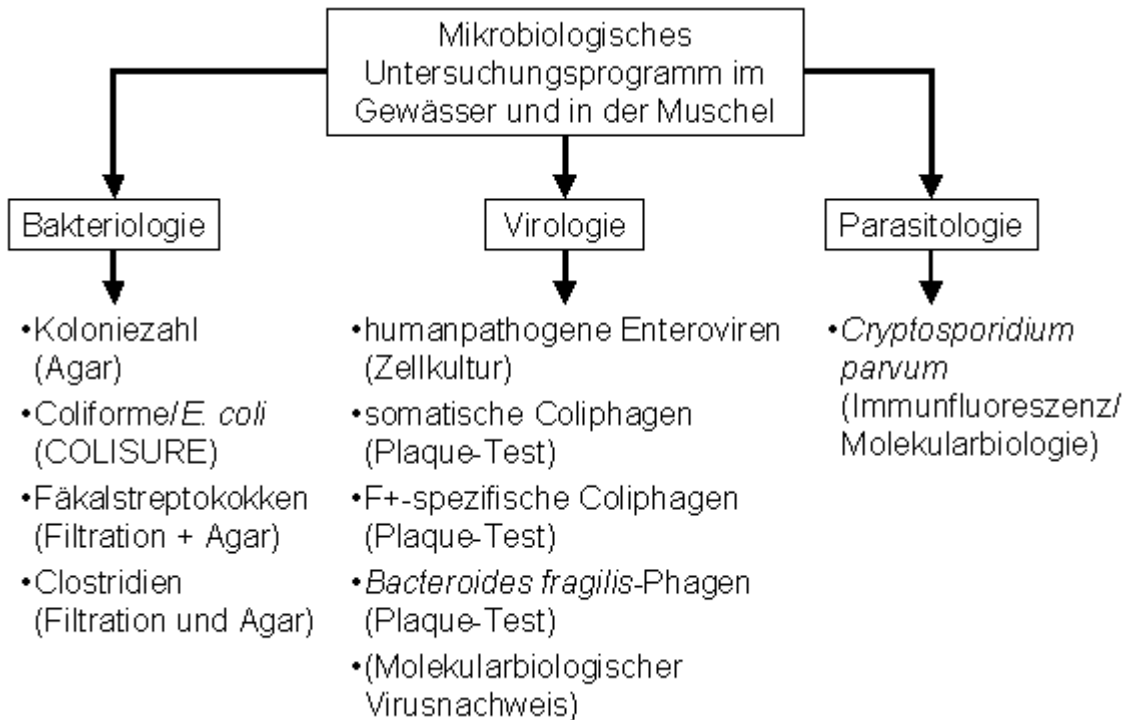 Mikrobiologisches
Untersuchungsprogramm im
Gewässer und in der Muschel
Bakteriologie
•Koloniezahl
(Agar)
•Coliforme/E. coli
(COLISURE)
•Fäkalstreptokokken
(Filtration + Agar)
•Clostridien
(Filtration und Agar)
Virologie
•humanpathogene Enteroviren
(Zellkultur)
•somatische Coliphagen
(Plaque-Test)
•F+-spezifische Coliphagen
(Plaque-Test)
•Bacteroides fragilis-Phagen
(Plaque-Test)
•(Molekularbiologischer
Virusnachweis)
Parasitologie
•Cryptosporidium
parvum
(Immunfluoreszenz/
Molekularbiologie)